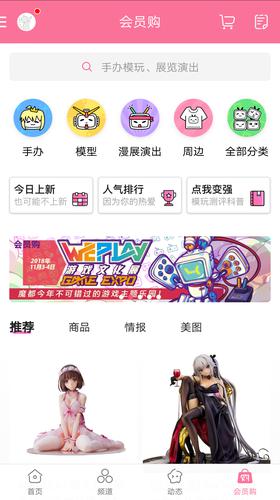 会员购
手办模玩、展览演出
手办 模型 漫展演出 周边 全部分类
今日上新 人气排行 点我变强
也可能不上新 因为你的热爱 模玩测评科普
会员购
WEPLAY
2018年
11月3-4日
游戏文化展
GAME EXPO
魔都今年不可错过的游戏主题乐园!
推荐 商品 情报 美图
首页 频道 动态 会员购